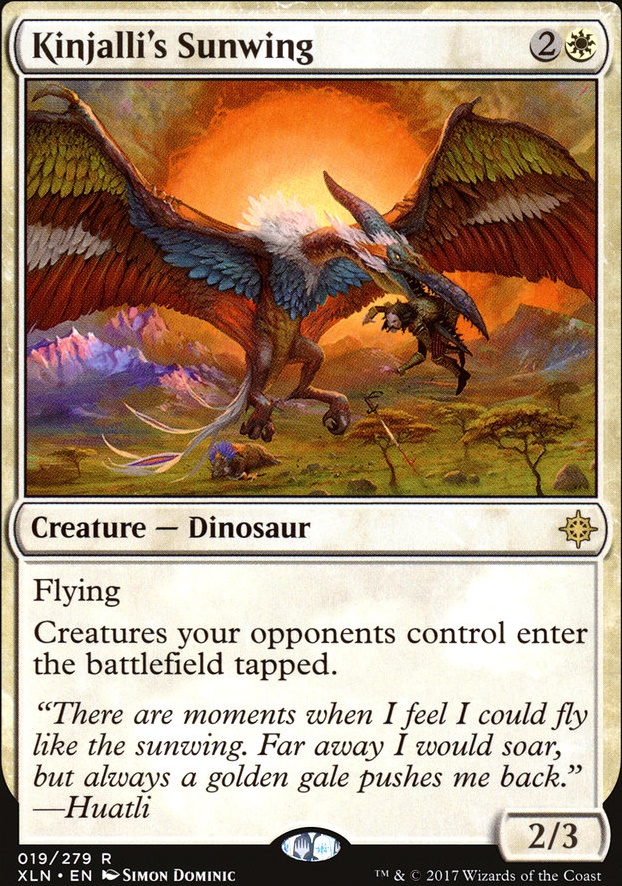 Kinjalli's Sunwing 2
Creature — Dinosaur
Flying
Creatures your opponents control enter
the battlefield tapped.
“There are moments when I feel I could fly
like the sunwing. Far away I would soar,
but always a golden gale pushes me back.”
—Huatli
2/3
019/279 R
XLN • EN Simon Dominic
™ & © 2017 Wizards of the Coast